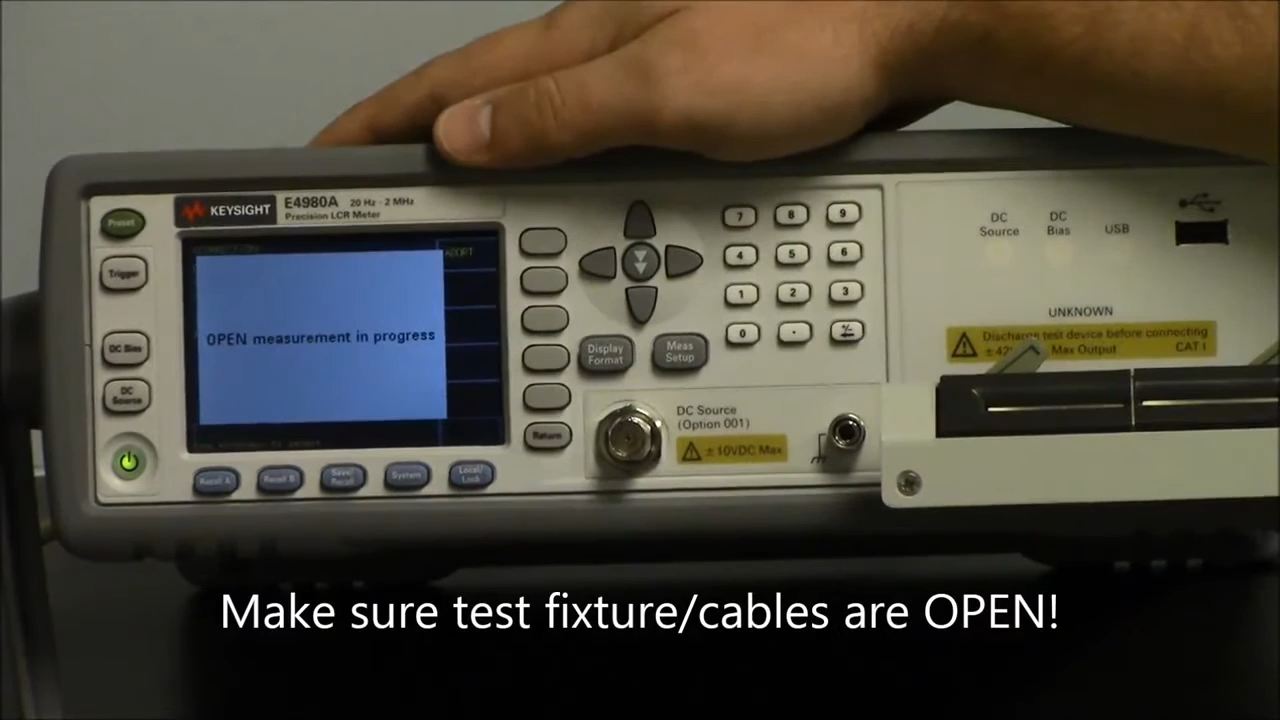 KEYSIGHT
E4980A 20 Hz - 2 MHz
Precision LCR Meter
Preset
Trigger
DC Bias
DC
Source
ABORT
OPEN measurement in progress
Return
Recall A
Recall B
Save/
Recall
System
Local/
Lock
7 8 9
4 5 6
1 2 3
0 .
Display
Format
Meas
Setup
DC Source
(Option 001)
±10VDC Max
DC
Source
DC
Bias
USB
UNKNOWN
Discharge test device before connecting
Max Output CAT I
Make sure test fixture/cables are OPEN!